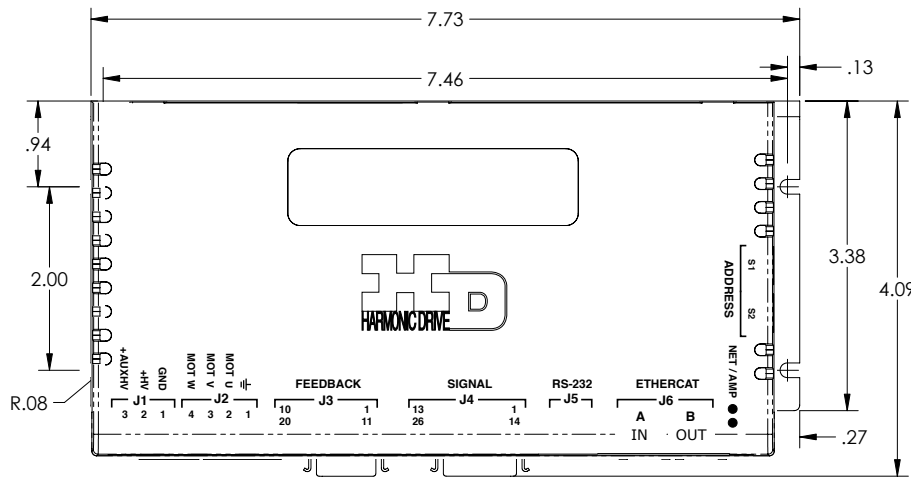 7.73
7.46
.13
.94
2.00
3.38
4.09
R.08
.27
HARMONIC DRIVE
ADDRESS
S1
S2
NET / AMP
+AUXHV
+HV
GND
J1
3 2 1
MOT W
MOT V
MOT U
J2
4 3 2 1
FEEDBACK
J3
10 1
20 11
SIGNAL
J4
13 1
26 14
RS-232
J5
ETHERCAT
J6
A B
IN OUT